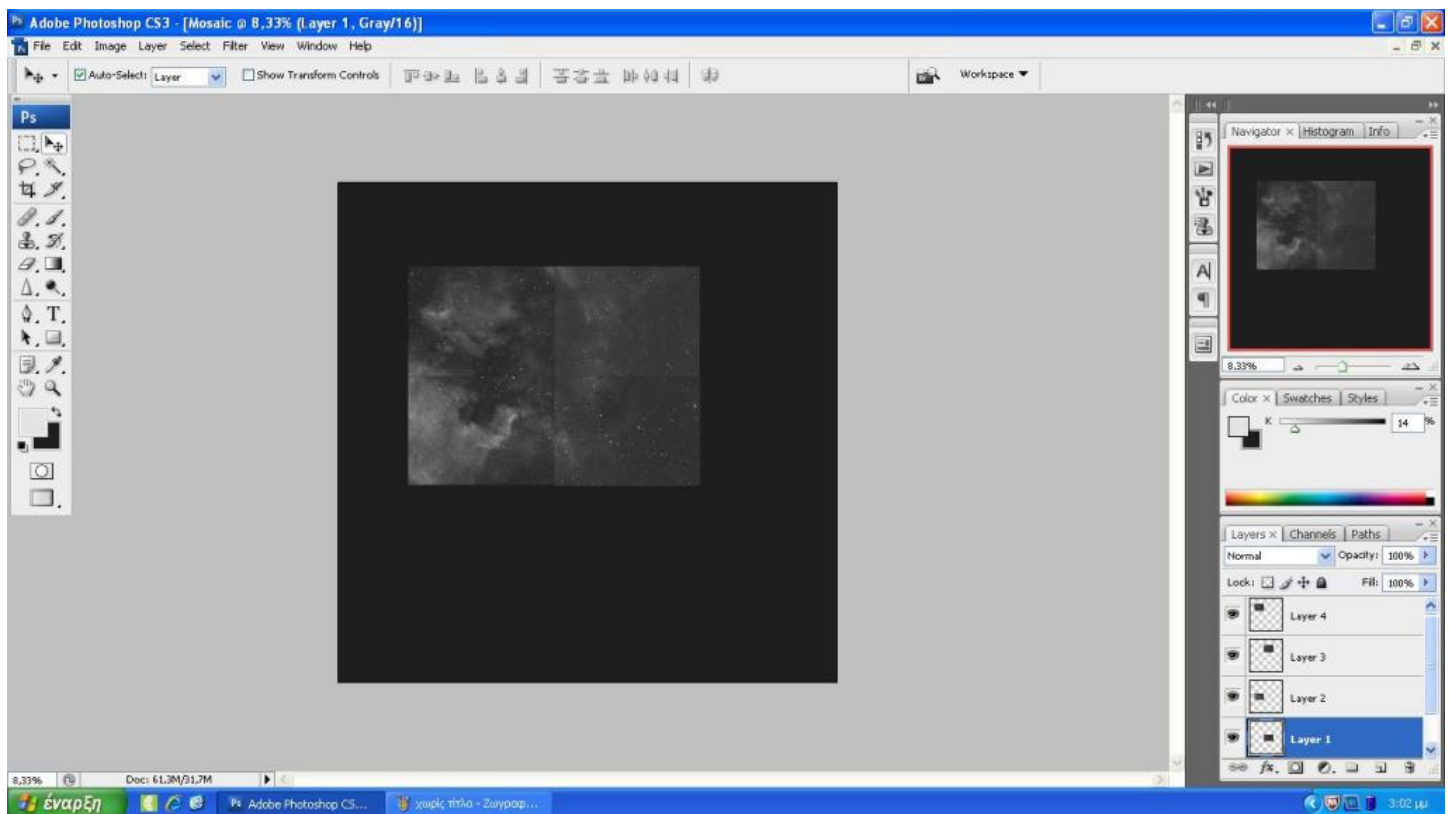 Adobe Photoshop CS3 - [Mosaic @ 8,33% (Layer 1, Gray/16)]
File Edit Image Layer Select Filter View Window Help
Auto-Select: Layer Show Transform Controls Workspace ▼
Ps
Navigator × Histogram Info
8.33%
Color × Swatches Styles
K 14 %
Layers × Channels Paths
Normal Opacity: 100%
Lock: Fill: 100%
Layer 4
Layer 3
Layer 2
Layer 1
8,33% Doc: 61.3M/31,7M
έναρξη Ps Adobe Photoshop CS... χωρίς τίτλο - Ζωγραφ... 3:02 μμ